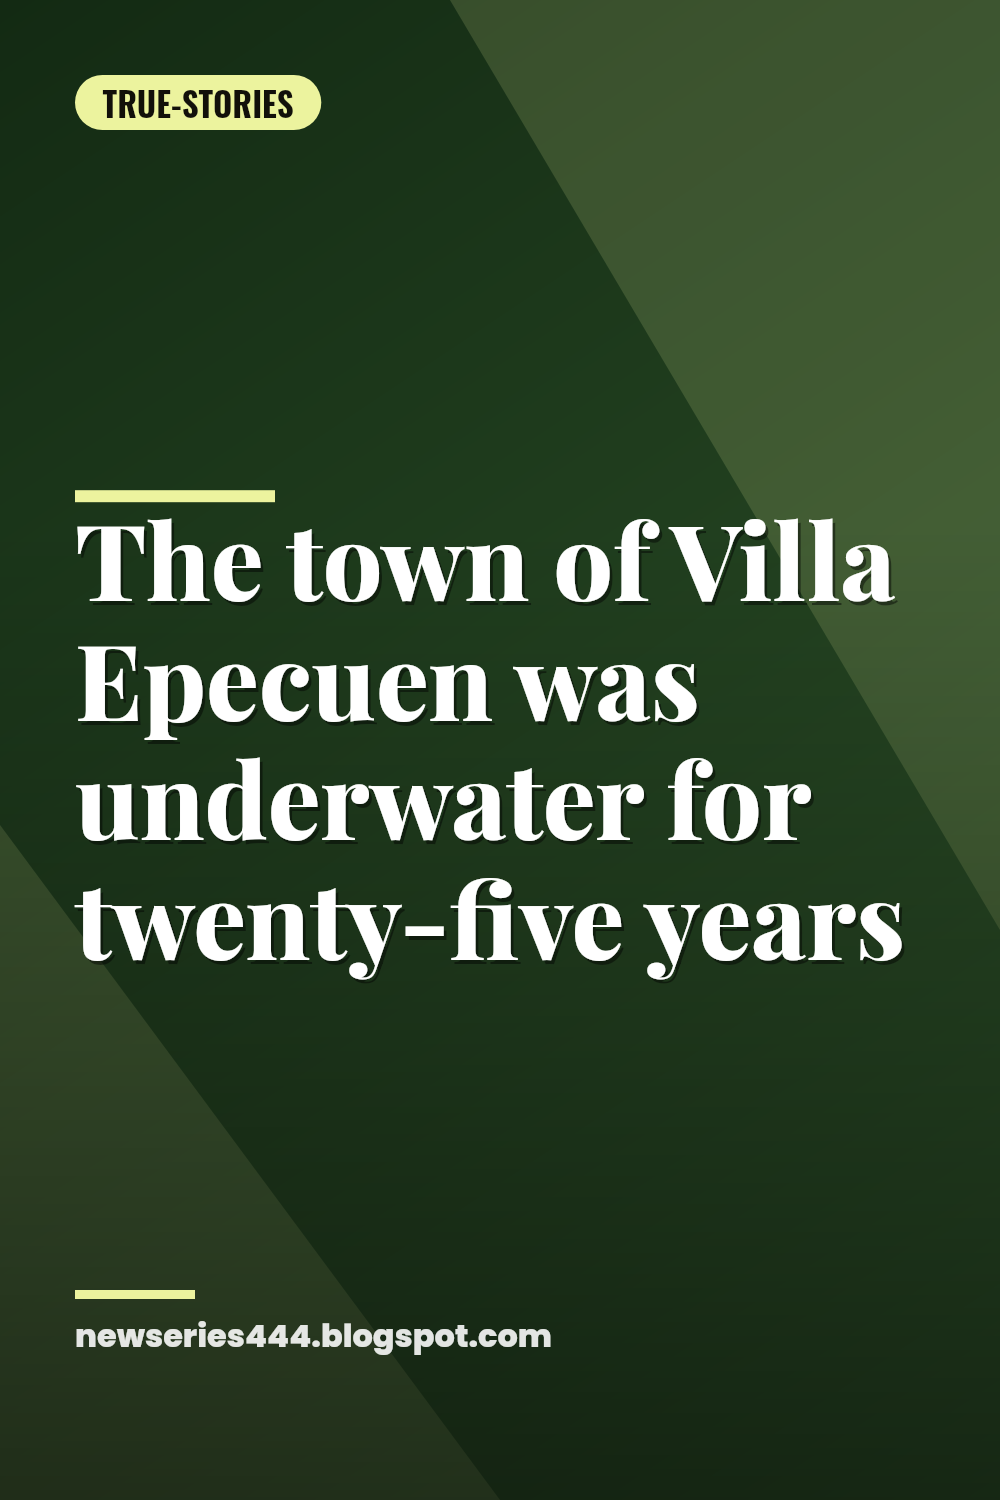 TRUE-STORIES
The town of Villa
Epecuen was
underwater for
twenty-five years
newseries444.blogspot.com